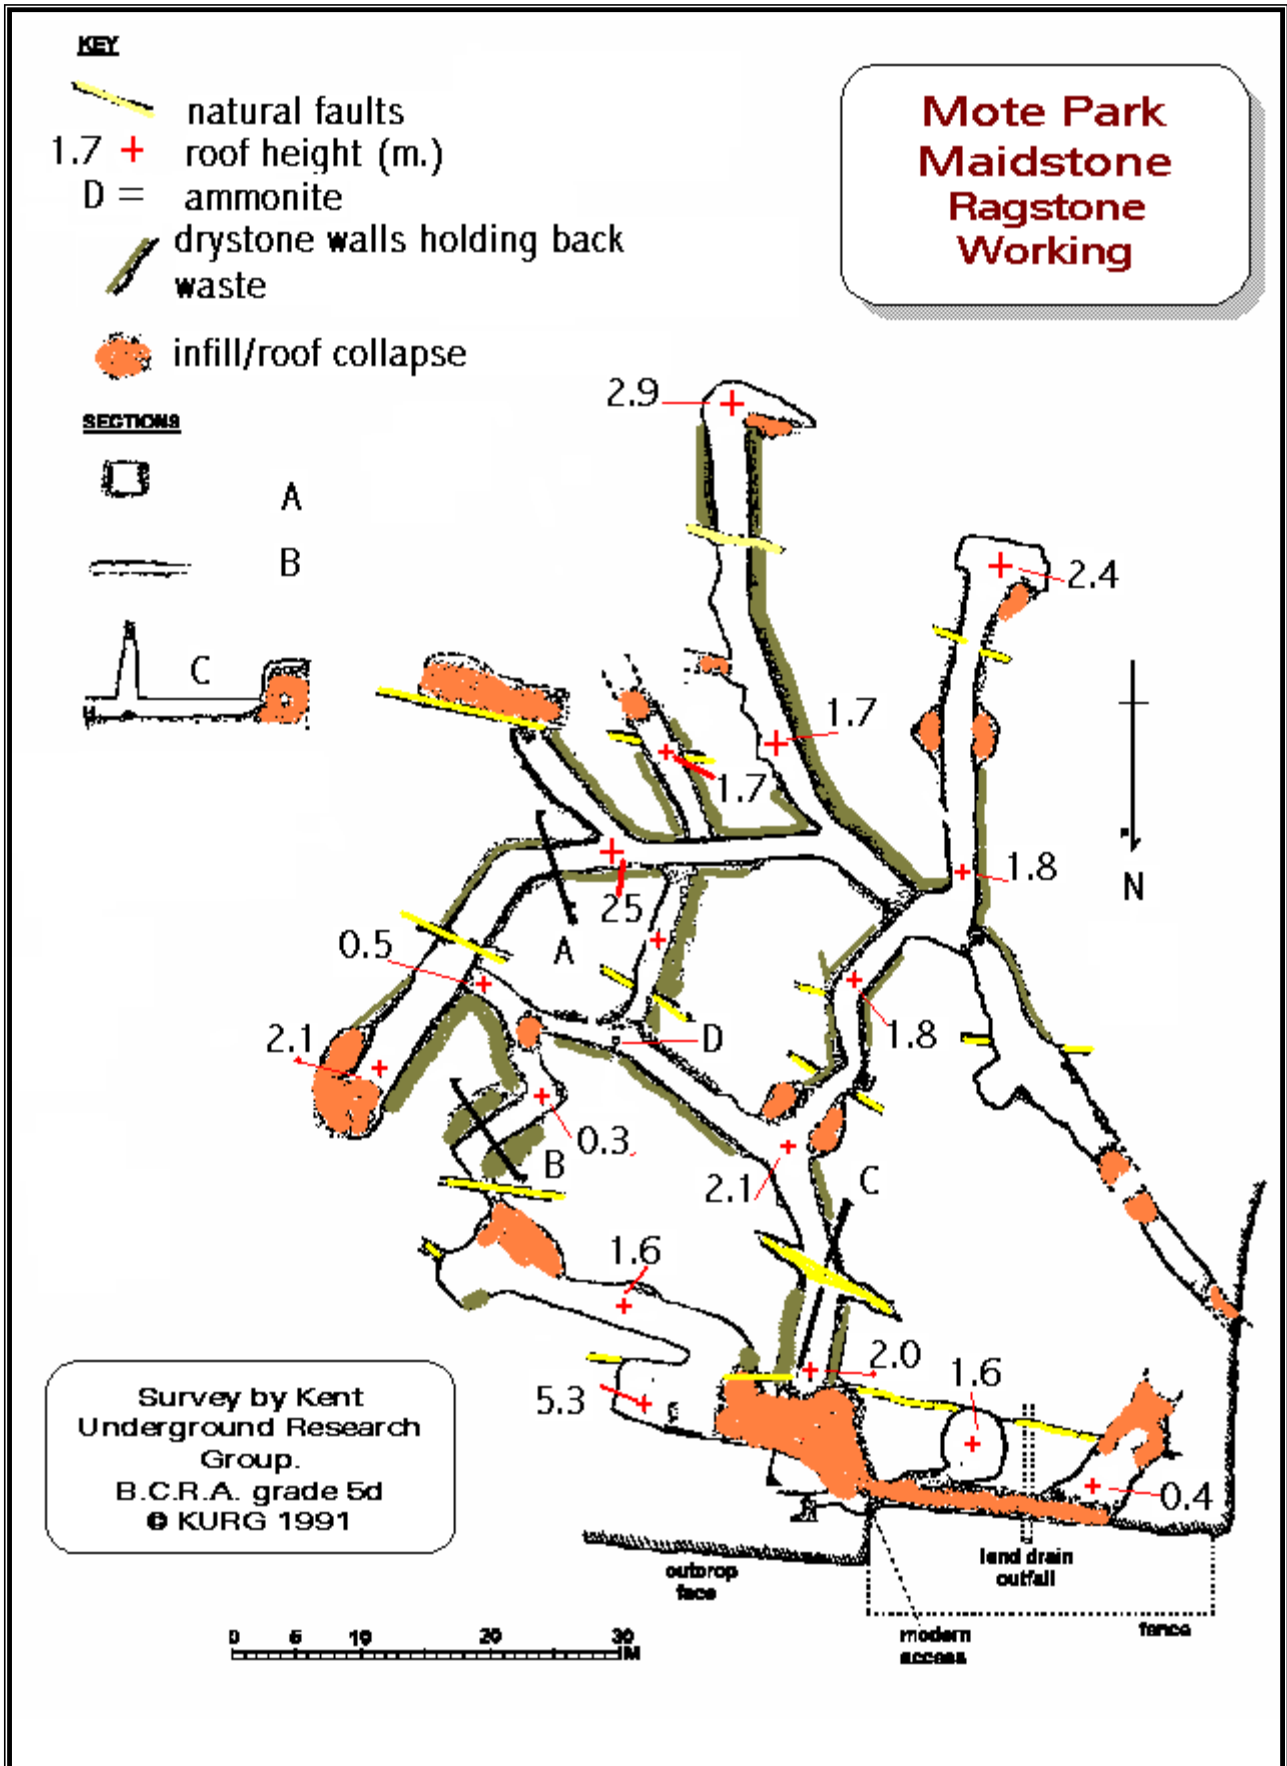 KEY
natural faults
1.7 + roof height (m.)
D = ammonite
drystone walls holding back
waste
infill/roof collapse
SECTIONS
A
B
C
Mote Park
Maidstone
Ragstone
Working
2.9
2.4
1.7
1.7
1.8
N
25
A
0.5
2.1
D
1.8
0.3
B
2.1
C
1.6
2.0
1.6
5.3
0.4
Survey by Kent
Underground Research
Group.
B.C.R.A. grade 5d
© KURG 1991
outcrop
face
land drain
outfall
modern
access
fence
0 5 10 20 30
M